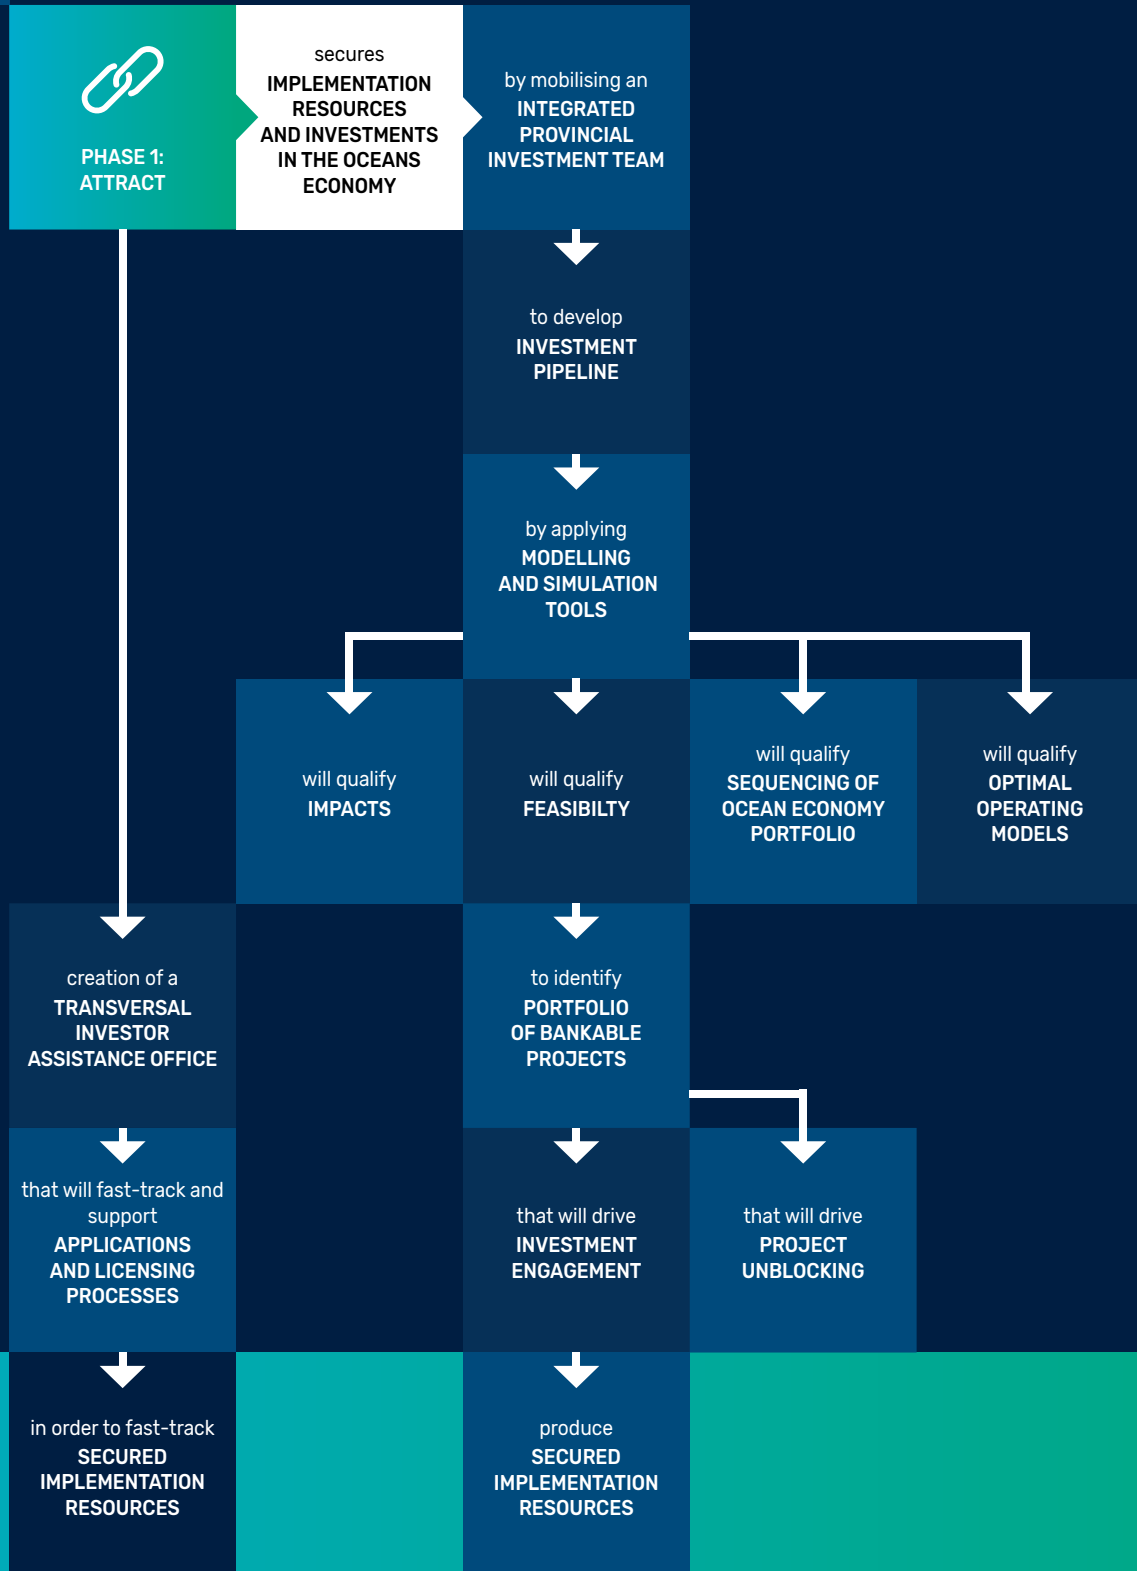 PHASE 1:
ATTRACT
secures
IMPLEMENTATION
RESOURCES
AND INVESTMENTS
IN THE OCEANS
ECONOMY
by mobilising an
INTEGRATED
PROVINCIAL
INVESTMENT TEAM
to develop
INVESTMENT
PIPELINE
by applying
MODELLING
AND SIMULATION
TOOLS
will qualify
IMPACTS
will qualify
FEASIBILTY
will qualify
SEQUENCING OF
OCEAN ECONOMY
PORTFOLIO
will qualify
OPTIMAL
OPERATING
MODELS
creation of a
TRANSVERSAL
INVESTOR
ASSISTANCE OFFICE
to identify
PORTFOLIO
OF BANKABLE
PROJECTS
that will fast-track and
support
APPLICATIONS
AND LICENSING
PROCESSES
that will drive
INVESTMENT
ENGAGEMENT
that will drive
PROJECT
UNBLOCKING
in order to fast-track
SECURED
IMPLEMENTATION
RESOURCES
produce
SECURED
IMPLEMENTATION
RESOURCES